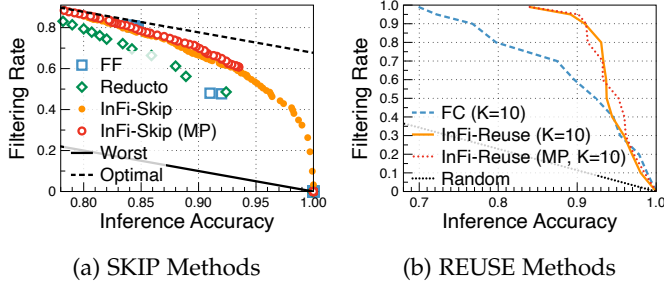 Filtering Rate
0.8
0.6
0.4
0.2
0
FF
Reducto
InFi-Skip
InFi-Skip (MP)
Worst
Optimal
0.80
0.85
0.90
0.95
1.00
Inference Accuracy
(a) SKIP Methods
Filtering Rate
1.0
0.9
0.8
0.7
0.6
0.5
0.4
0.3
0.2
0.1
0
FC (K=10)
InFi-Reuse (K=10)
InFi-Reuse (MP, K=10)
Random
0.7
0.8
0.9
1.0
Inference Accuracy
(b) REUSE Methods